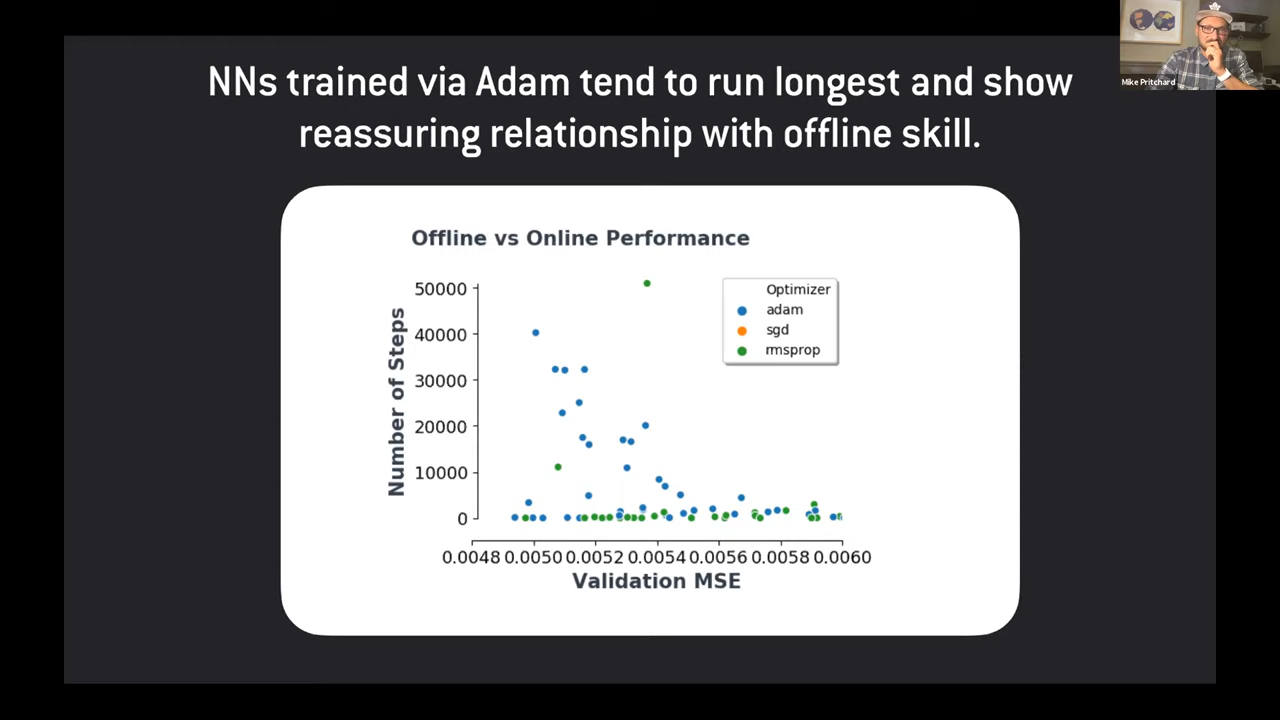 Mike Pritchard
NNs trained via Adam tend to run longest and show
reassuring relationship with offline skill.
Offline vs Online Performance
Number of Steps
50000
40000
30000
20000
10000
0
Optimizer
adam
sgd
rmsprop
0.0048 0.0050 0.0052 0.0054 0.0056 0.0058 0.0060
Validation MSE